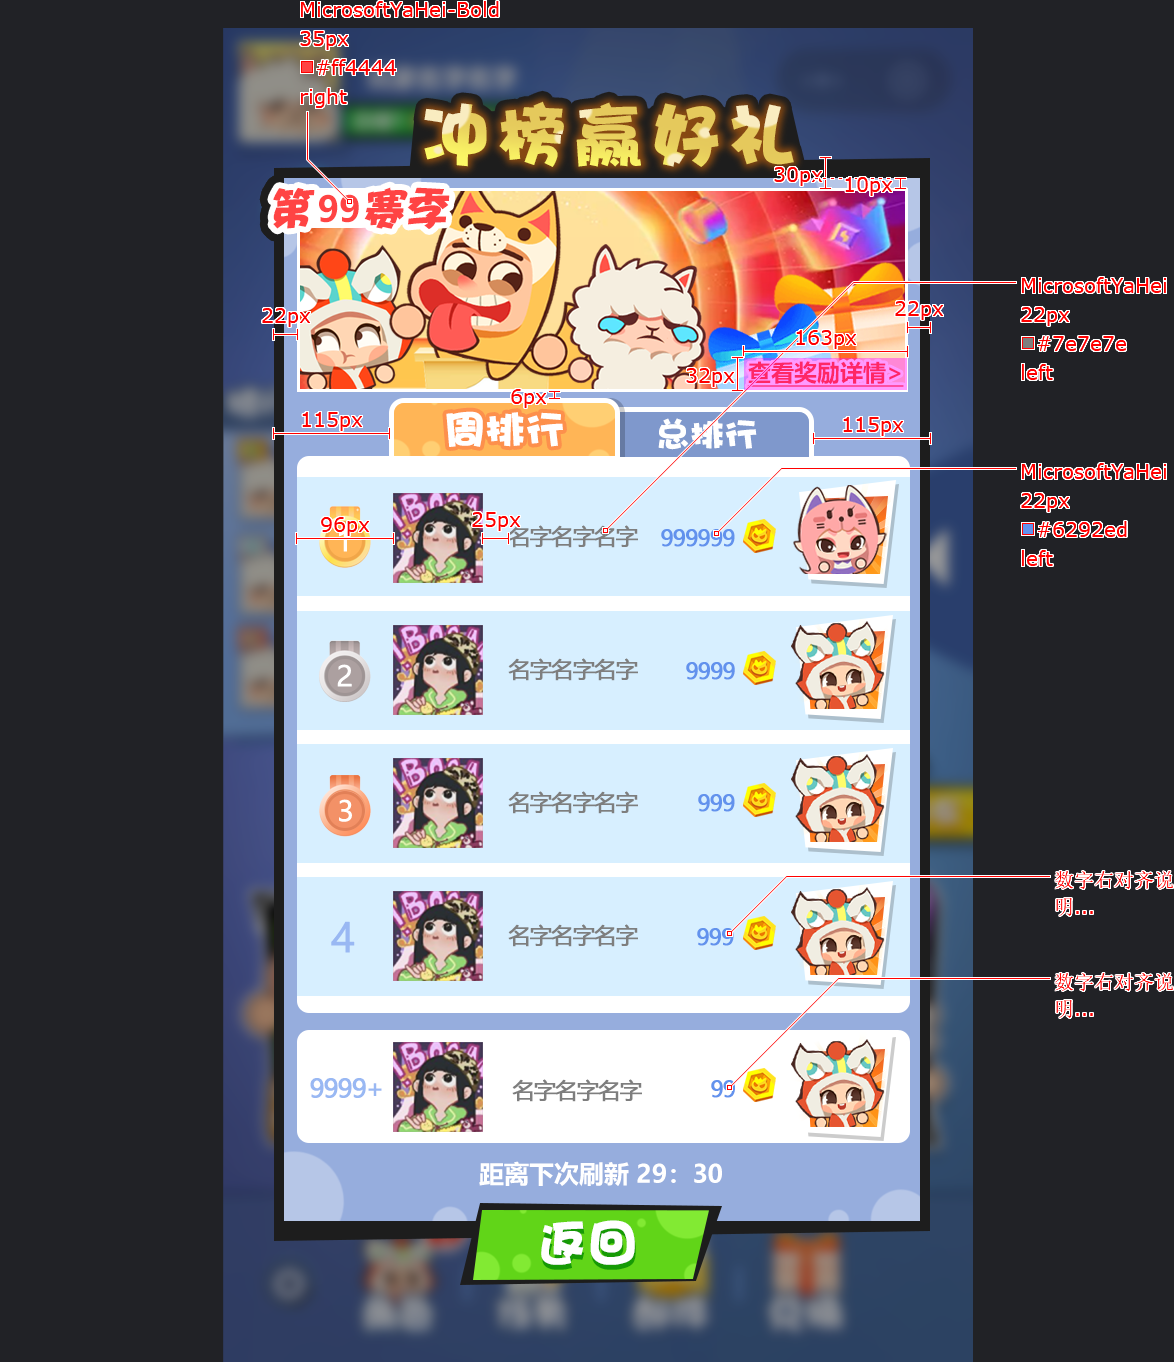 MicrosoftYaHei-Bold
35px
#ff4444
right
冲榜赢好礼
30px
10px
第99赛季
MicrosoftYaHei
22px
#7e7e7e
left
22px
22px
163px
32px
查看奖励详情>
6px
115px
115px
周排行
总排行
MicrosoftYaHei
22px
#6292ed
left
96px
25px
1
名字名字名字
999999
2
名字名字名字
9999
3
名字名字名字
999
数字右对齐说
明...
4
名字名字名字
999
数字右对齐说
明...
9999+
名字名字名字
99
距离下次刷新 29：30
返回